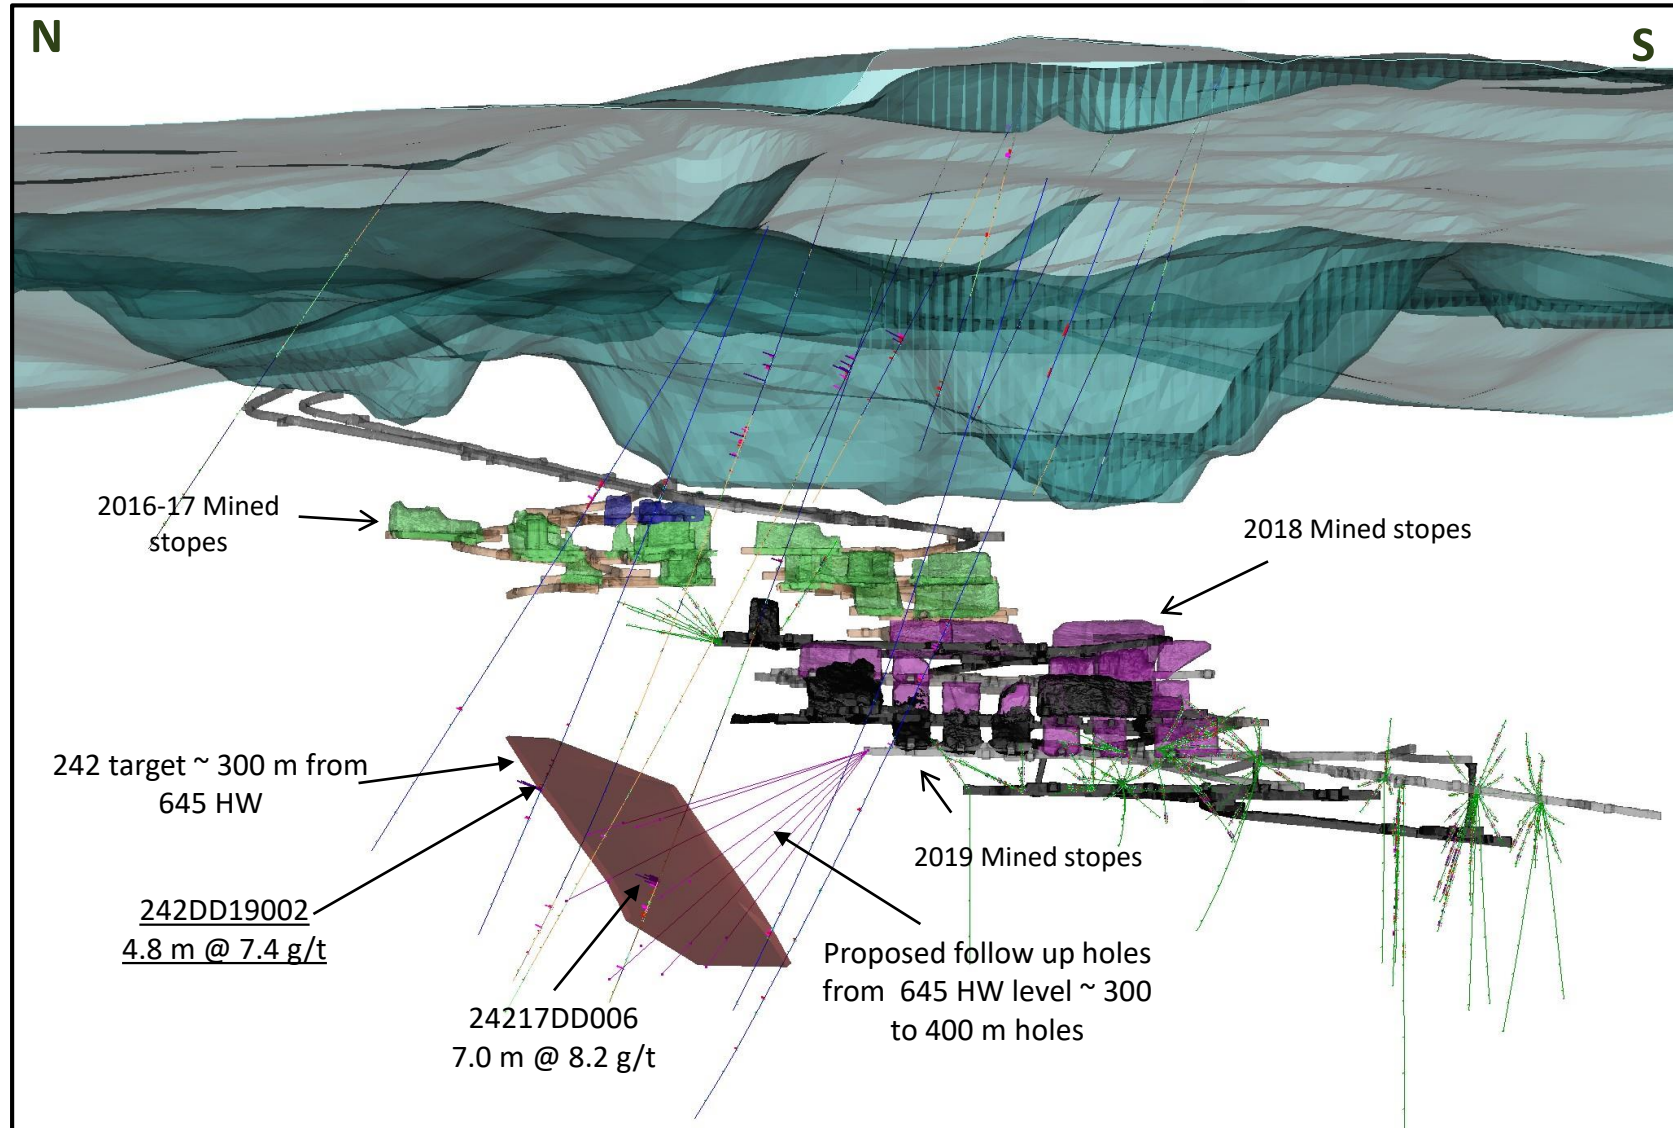 N
S
2016-17 Mined
stopes
2018 Mined stopes
242 target ~ 300 m from
645 HW
2019 Mined stopes
242DD19002
4.8 m @ 7.4 g/t
Proposed follow up holes
from 645 HW level ~ 300
to 400 m holes
24217DD006
7.0 m @ 8.2 g/t